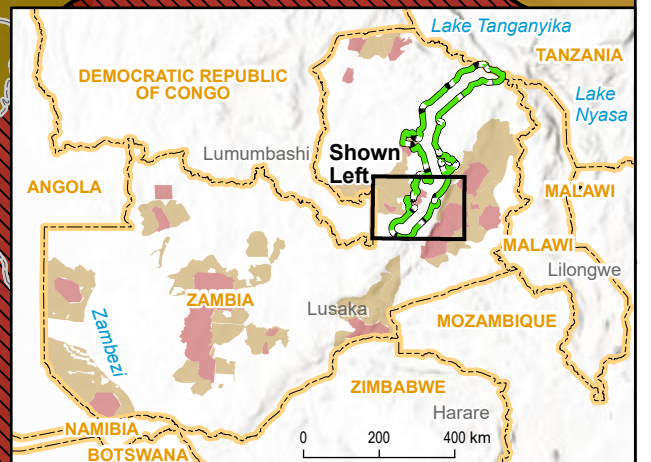 Lake Tanganyika
TANZANIA
DEMOCRATIC REPUBLIC
OF CONGO
Lake
Nyasa
Lumumbashi
Shown
Left
ANGOLA
MALAWI
MALAWI
Lilongwe
ZAMBIA
Lusaka
Zambezi
MOZAMBIQUE
ZIMBABWE
Harare
NAMIBIA
BOTSWANA
0 200 400 km